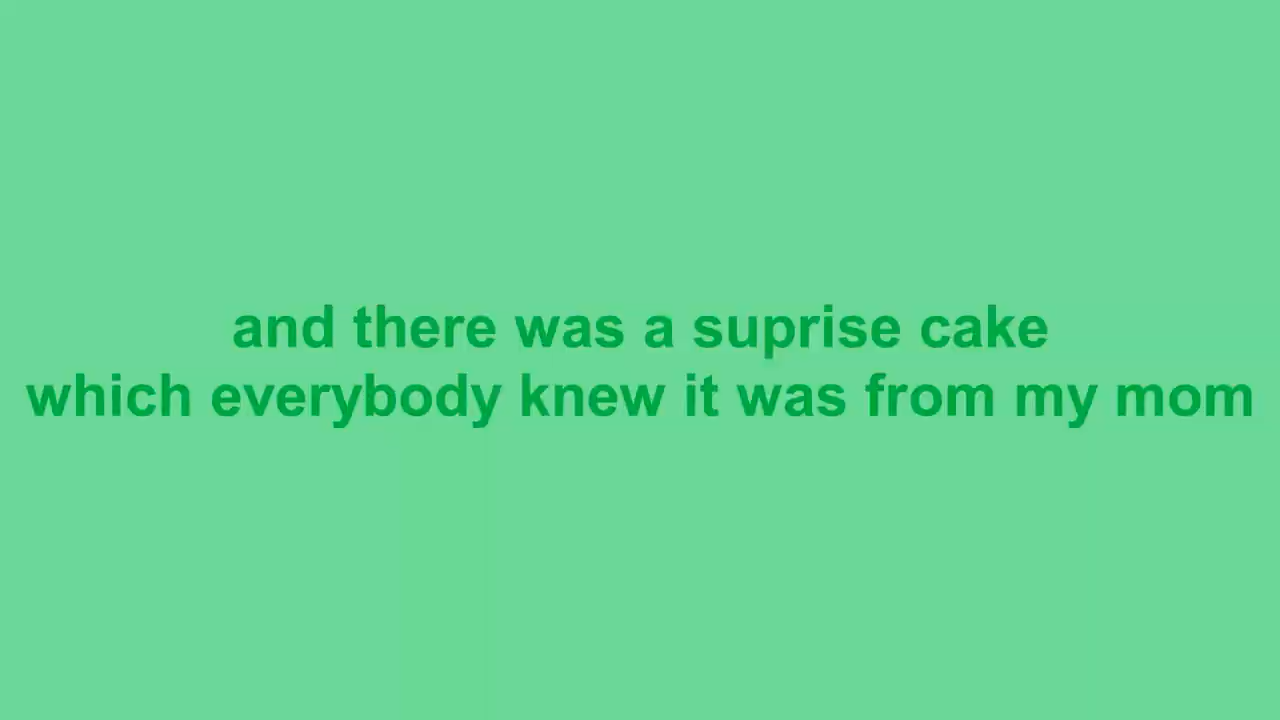 and there was a suprise cake
which everybody knew it was from my mom